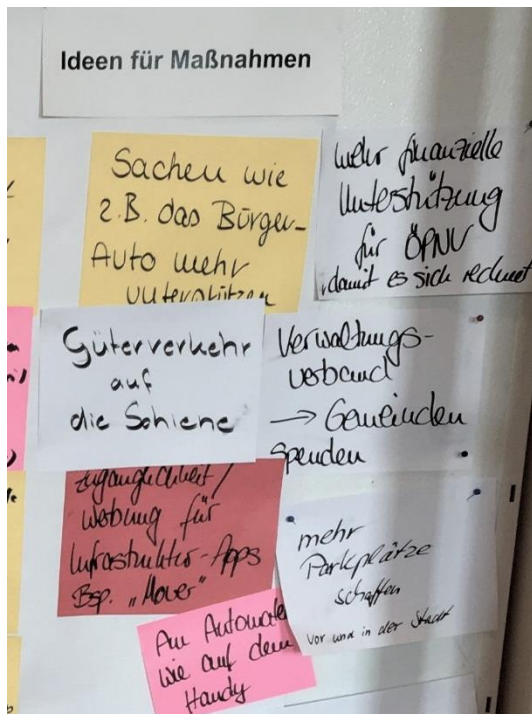 Ideen für Maßnahmen
Sachen wie
z.B. das Bürger-
Auto mehr
unterstützen
mehr finanzielle
Unterstützung
für ÖPNV
damit es sich rechnet
Güterverkehr
auf
die Schiene
Verwaltungs-
verband
→ Gemeinden
Spenden
Zugänglichkeit/
Werbung für
Infrastruktur-Apps
Bsp. „Mover"
mehr
Parkplätze
schaffen
vor und in der Stadt
Am Automaten
wie auf dem
Handy